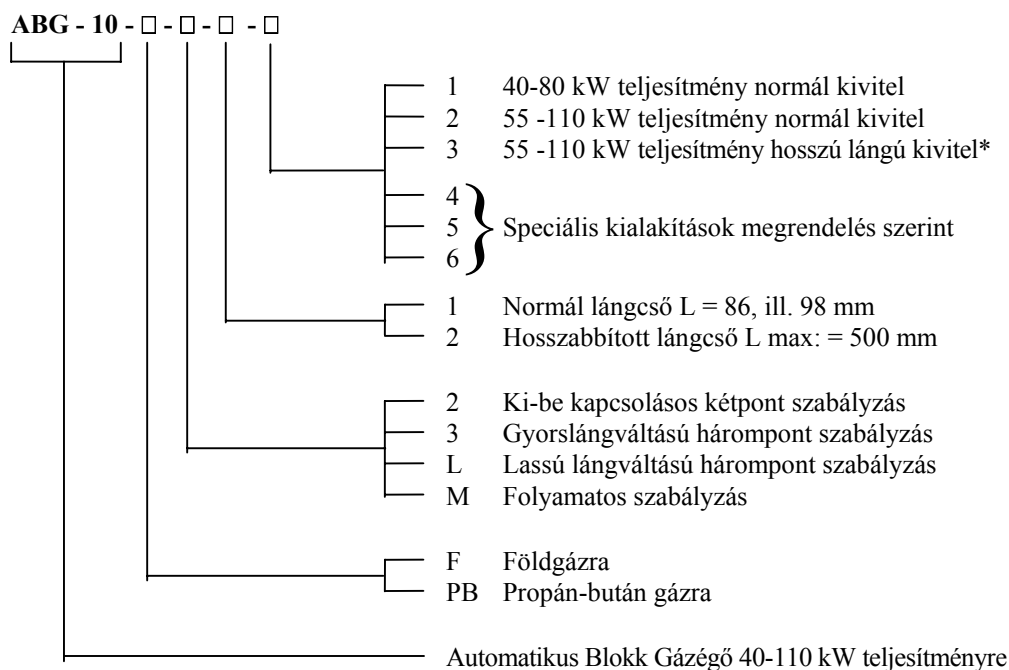 ABG - 10 - □ - □ - □ - □
1 40-80 kW teljesítmény normál kivitel
2 55 -110 kW teljesítmény normál kivitel
3 55 -110 kW teljesítmény hosszú lángú kivitel*
4
5 Speciális kialakítások megrendelés szerint
6
1 Normál lángcső L = 86, ill. 98 mm
2 Hosszabbított lángcső L max: = 500 mm
2 Ki-be kapcsolásos kétpont szabályzás
3 Gyorslángváltású hárompont szabályzás
L Lassú lángváltású hárompont szabályzás
M Folyamatos szabályzás
F Földgázra
PB Propán-bután gázra
Automatikus Blokk Gázégő 40-110 kW teljesítményre